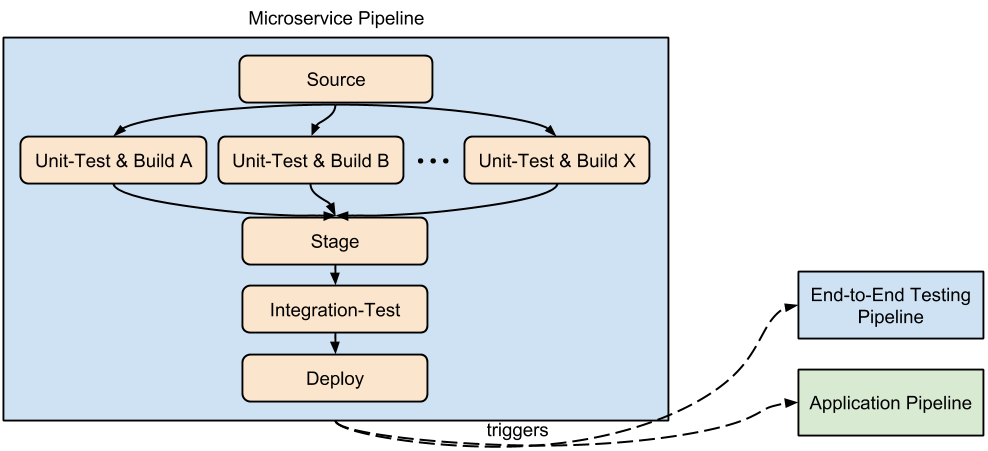 Microservice Pipeline
Source
Unit-Test & Build A
Unit-Test & Build B
Unit-Test & Build X
Stage
Integration-Test
Deploy
End-to-End Testing
Pipeline
Application Pipeline
triggers